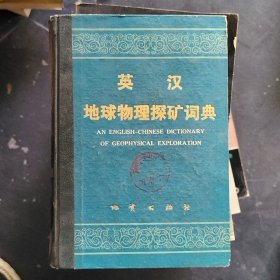 英汉
地球物理探矿词典
AN ENGLISH-CHINESE DICTIONARY
OF GEOPHYSICAL EXPLORATION
地质出版社